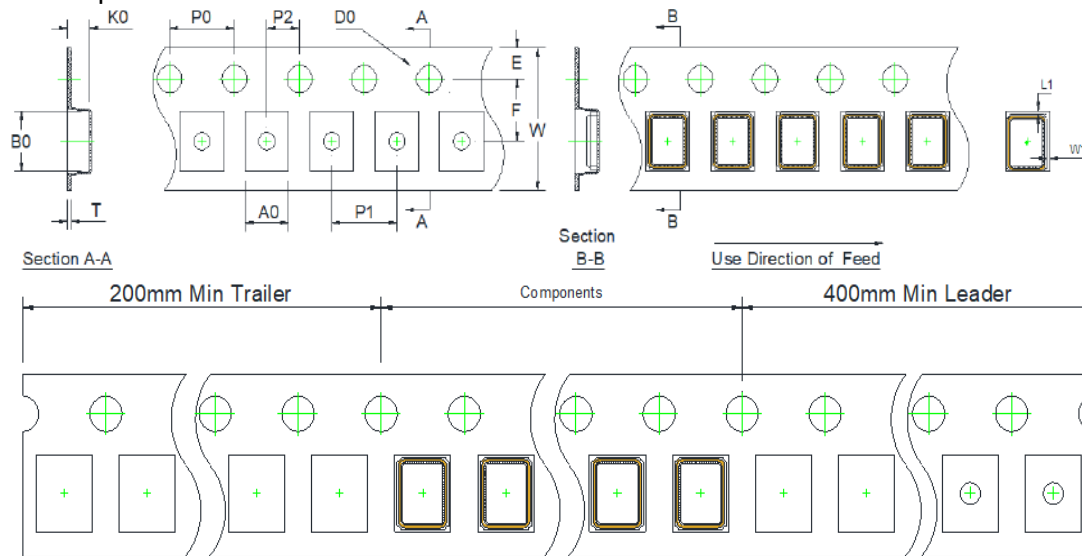 K0 P0 P2 D0 A B
E
F
W
B0
L1
W
T
A0 P1 A B
Section A-A
Section
B-B
Use Direction of Feed
200mm Min Trailer Components 400mm Min Leader